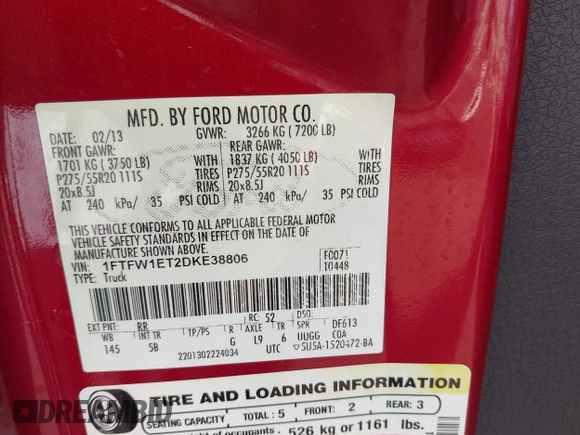 MFD. BY FORD MOTOR CO.
DATE: 02/13 GVWR: 3266 KG ( 7200 LB)
FRONT GAWR: REAR GAWR:
1701 KG ( 3750 LB) WITH 1837 KG ( 4050 LB) WITH
P275/55R20 111S TIRES P275/55R20 111S TIRES
20x8.5J RIMS 20x8.5J RIMS
AT 240 kPa/ 35 PSI COLD AT 240 kPa/ 35 PSI COLD
THIS VEHICLE CONFORMS TO ALL APPLICABLE FEDERAL MOTOR
VEHICLE SAFETY STANDARDS IN EFFECT ON THE DATE OF
MANUFACTURE SHOWN ABOVE.
VIN: 1FTFW1ET2DKE38806 F0071
TYPE: Truck T0448
EXT PNT: RR RC: 52 DSO:
WB INT TR TP/PS R AXLE TR SPR DF613
145 5B G L9 6 UUGG COA
2201302224034 UTC ▽5U5A-1520472-BA
TIRE AND LOADING INFORMATION
SEATING CAPACITY TOTAL: 5 FRONT: 2 REAR: 3
of occupants 526 kg or 1161 lbs.
DREAMBID